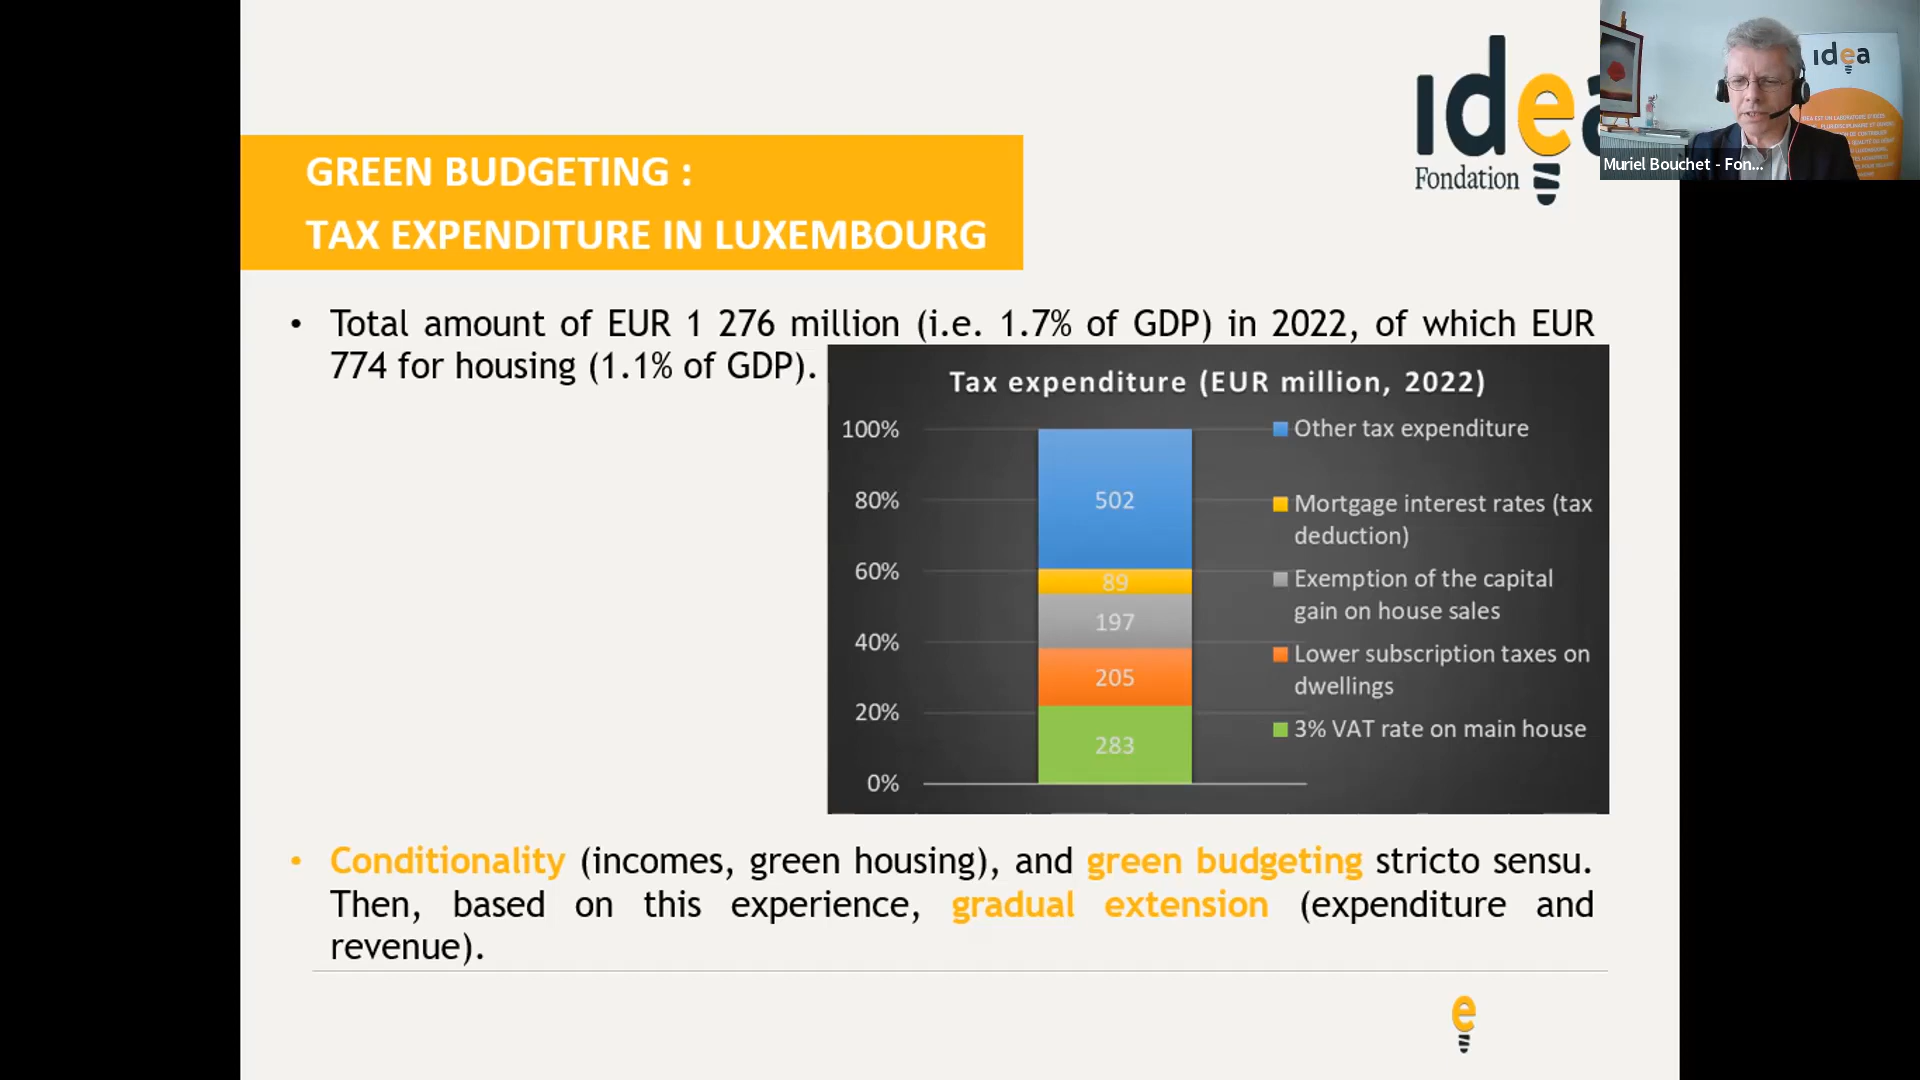 idea
Fondation
idea
Muriel Bouchet - Fon...
GREEN BUDGETING :
TAX EXPENDITURE IN LUXEMBOURG
• Total amount of EUR 1 276 million (i.e. 1.7% of GDP) in 2022, of which EUR
774 for housing (1.1% of GDP).
Tax expenditure (EUR million, 2022)
100%
80%
60%
40%
20%
0%
502
89
197
205
283
Other tax expenditure
Mortgage interest rates (tax
deduction)
Exemption of the capital
gain on house sales
Lower subscription taxes on
dwellings
3% VAT rate on main house
• Conditionality (incomes, green housing), and green budgeting stricto sensu.
Then, based on this experience, gradual extension (expenditure and
revenue).
e